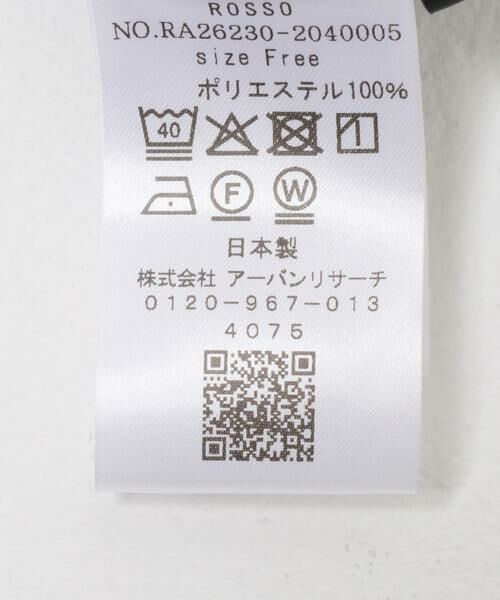 ROSSO
NO.RA26230-2040005
size Free
ポリエステル100%
40
F W
日本製
株式会社 アーバンリサーチ
0120-967-013
4075